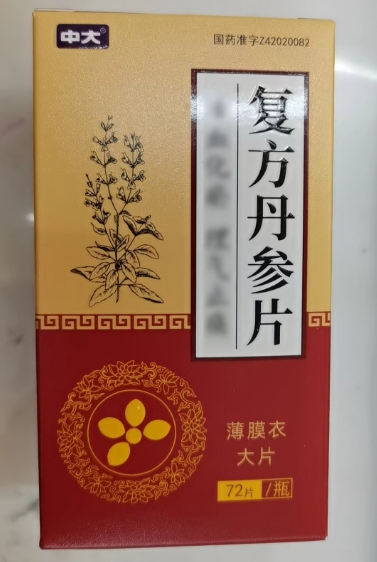 中大
国药准字Z42020082
复方丹参片
薄膜衣
大片
72片/瓶